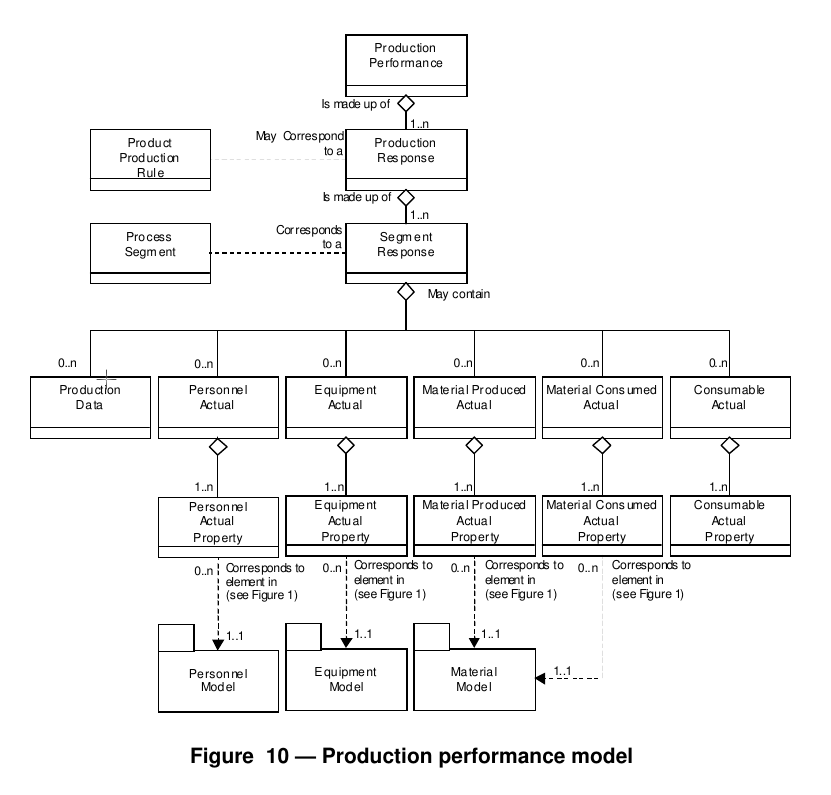 Production
Performance
Is made up of
1..n
Product
Production
Rule
May Correspond
to a
Production
Response
Is made up of
1..n
Process
Segment
Corresponds
to a
Segment
Response
May contain
0..n
0..n
0..n
0..n
0..n
0..n
Production
Data
Personnel
Actual
Equipment
Actual
Material Produced
Actual
Material Consumed
Actual
Consumable
Actual
1..n
1..n
1..n
1..n
1..n
Personnel
Actual
Property
Equipment
Actual
Property
Material Produced
Actual
Property
Material Consumed
Actual
Property
Consumable
Actual
Property
0..n
Corresponds to
element in
(see Figure 1)
0..n
Corresponds to
element in
(see Figure 1)
0..n
Corresponds to
element in
(see Figure 1)
0..n
Corresponds to
element in
(see Figure 1)
1..1
1..1
1..1
1..1
Personnel
Model
Equipment
Model
Material
Model
Figure 10 — Production performance model